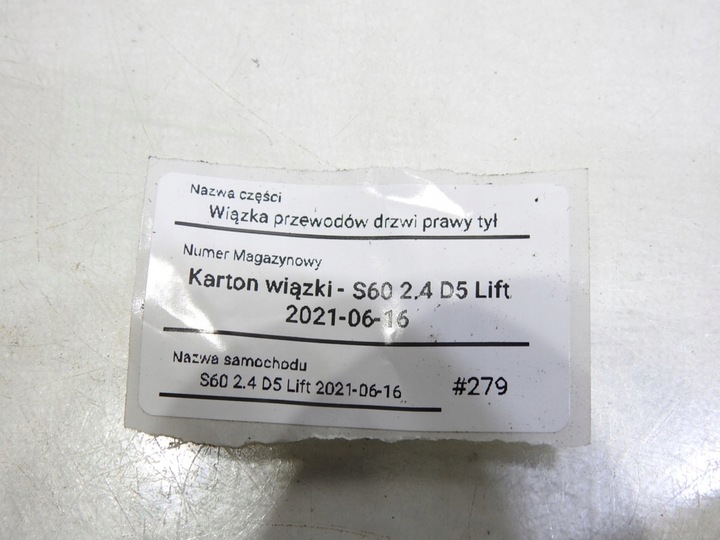 Nazwa części
Wiązka przewodów drzwi prawy tył
Numer Magazynowy
Karton wiązki - S60 2.4 D5 Lift
2021-06-16
Nazwa samochodu
S60 2.4 D5 Lift 2021-06-16
#279